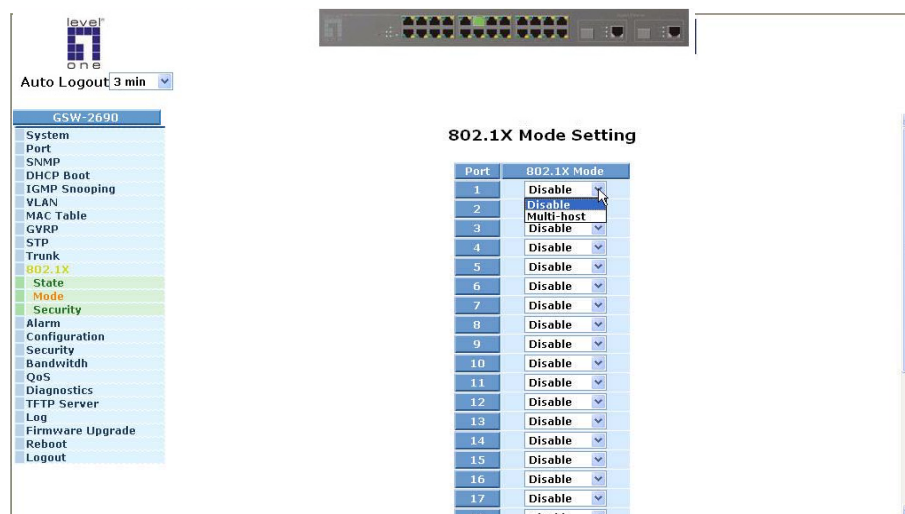 level
one
Auto Logout 3 min
GSW-2690
System
Port
SNMP
DHCP Boot
IGMP Snooping
VLAN
MAC Table
GVRP
STP
Trunk
802.1X
State
Mode
Security
Alarm
Configuration
Security
Bandwitdh
QoS
Diagnostics
TFTP Server
Log
Firmware Upgrade
Reboot
Logout
802.1X Mode Setting
Port 802.1X Mode
1 Disable
Disable
2
Multi-host
3 Disable
4 Disable
5 Disable
6 Disable
7 Disable
8 Disable
9 Disable
10 Disable
11 Disable
12 Disable
13 Disable
14 Disable
15 Disable
16 Disable
17 Disable